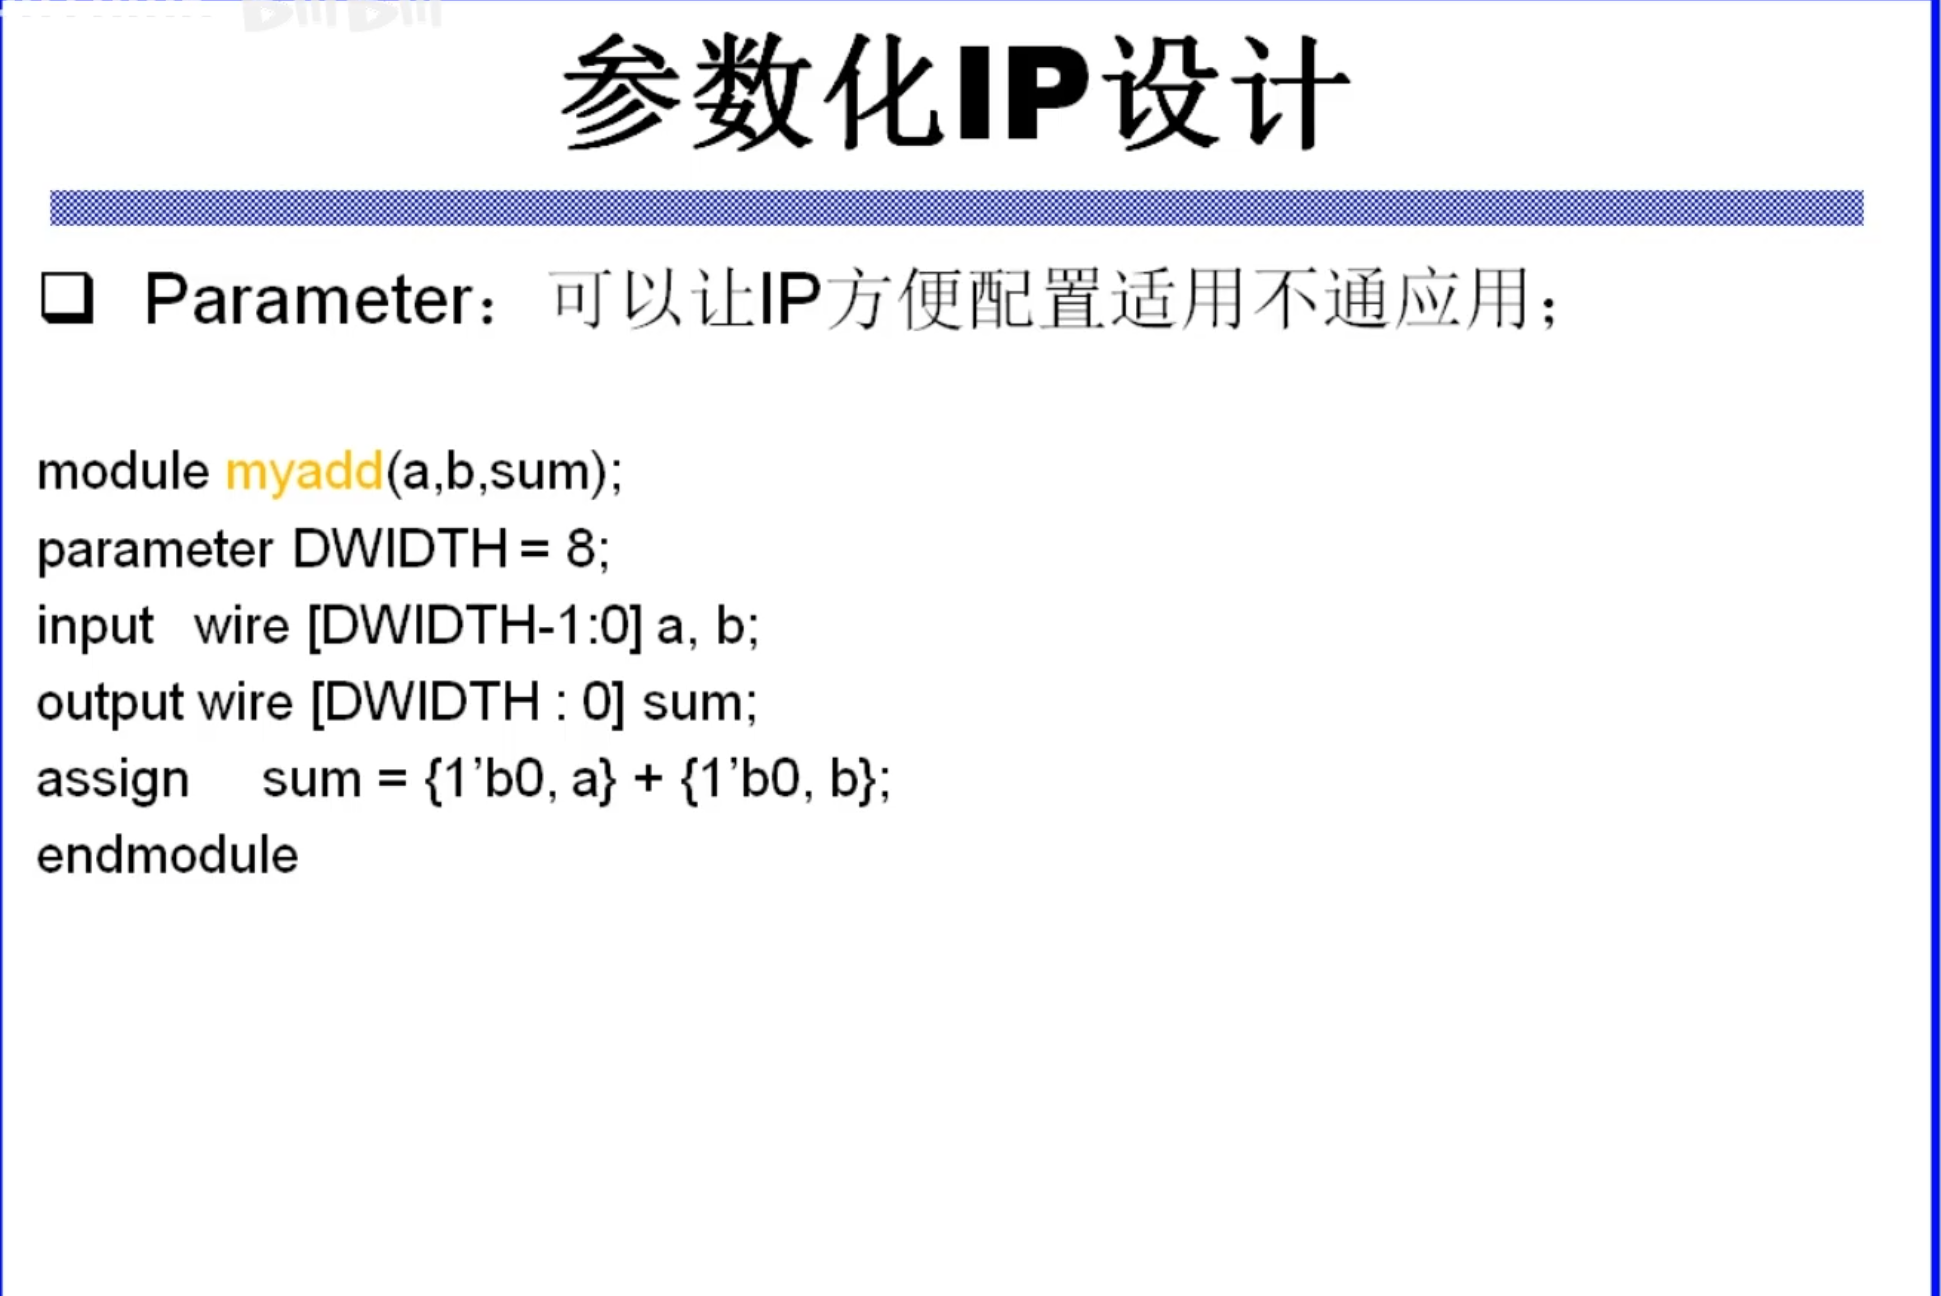 参数化IP设计
Parameter： 可以让IP方便配置适用不通应用；
module myadd(a,b,sum);
parameter DWIDTH = 8;
input wire [DWIDTH-1:0] a, b;
output wire [DWIDTH : 0] sum;
assign sum = {1’b0, a} + {1’b0, b};
endmodule